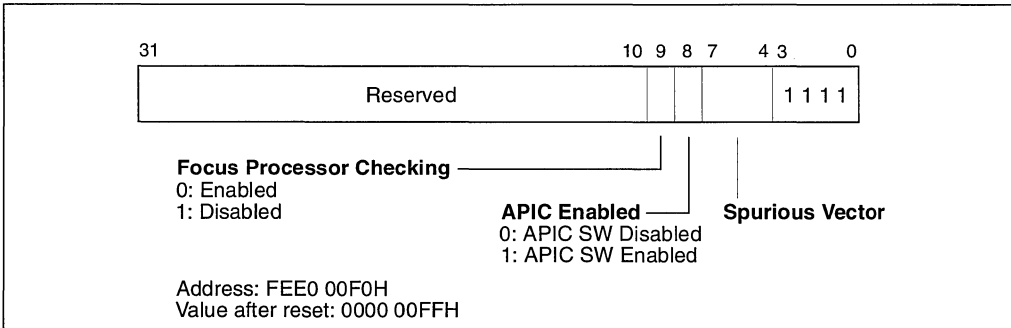 31 10 9 8 7 4 3 0
Reserved 1 1 1 1
Focus Processor Checking
0: Enabled
1: Disabled
APIC Enabled
0: APIC SW Disabled
1: APIC SW Enabled
Spurious Vector
Address: FEE0 00F0H
Value after reset: 0000 00FFH